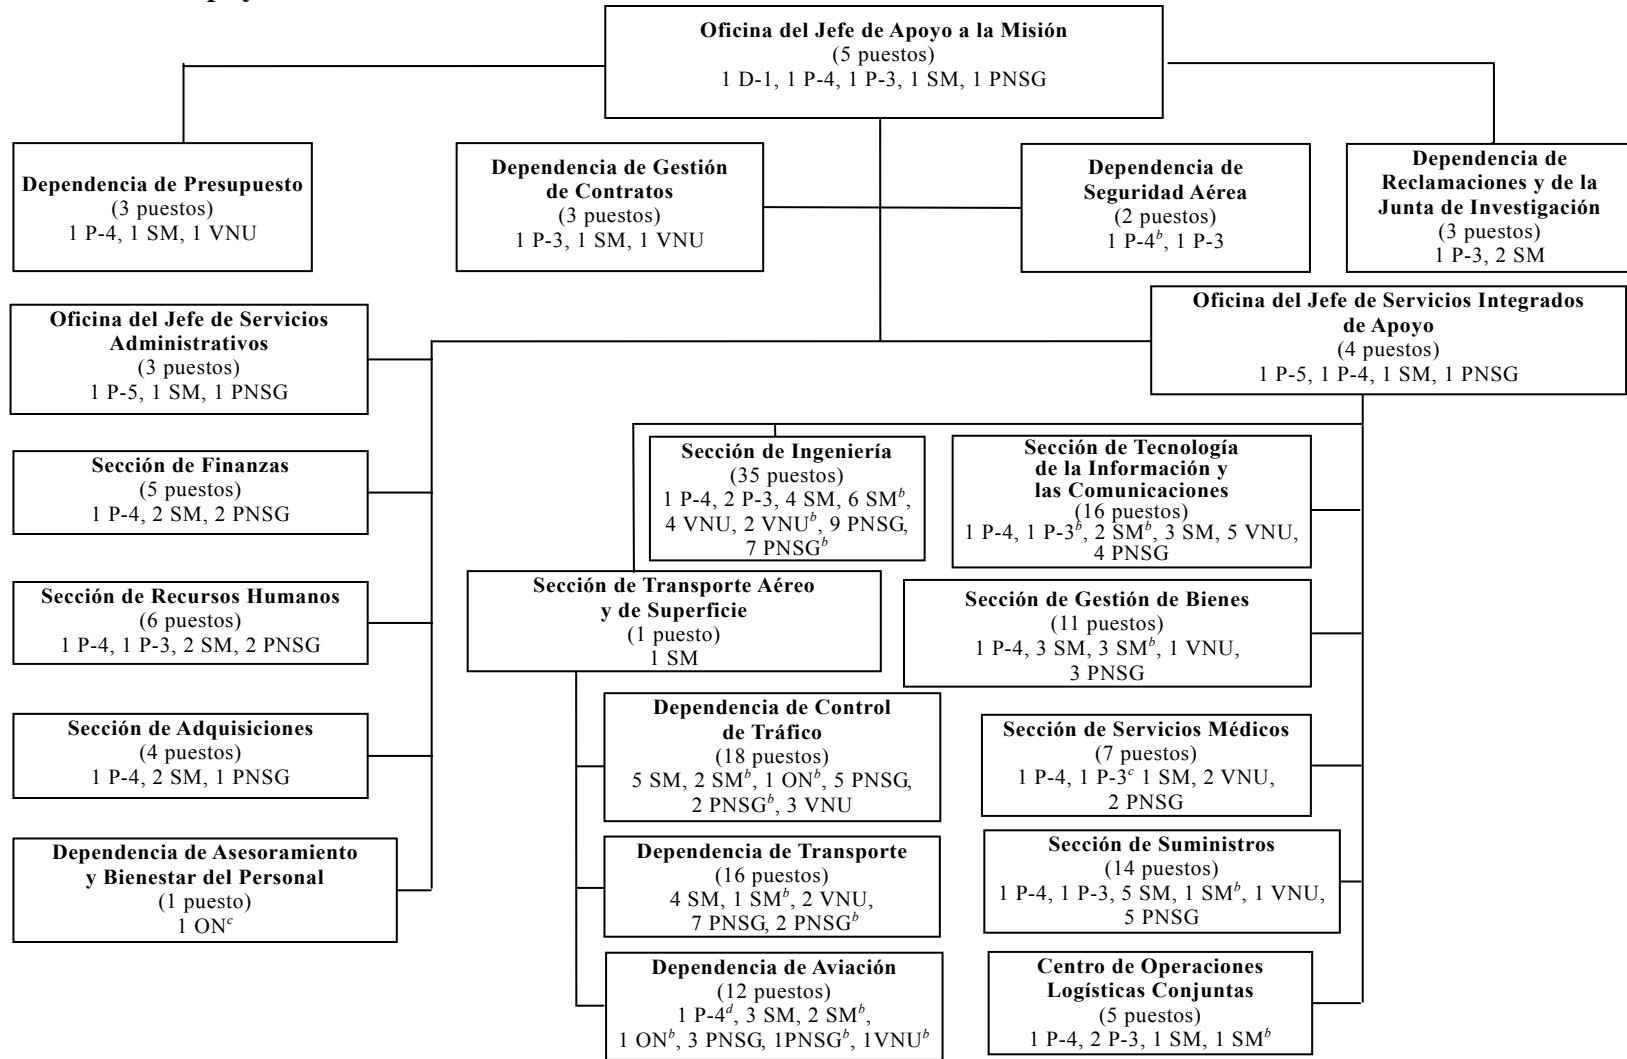 Oficina del Jefe de Apoyo a la Misión
(5 puestos)
1 D-1, 1 P-4, 1 P-3, 1 SM, 1 PNSG
Dependencia de Presupuesto
(3 puestos)
1 P-4, 1 SM, 1 VNU
Dependencia de Gestión
de Contratos
(3 puestos)
1 P-3, 1 SM, 1 VNU
Dependencia de
Seguridad Aérea
(2 puestos)
1 P-4b, 1 P-3
Dependencia de
Reclamaciones y de la
Junta de Investigación
(3 puestos)
1 P-3, 2 SM
Oficina del Jefe de Servicios
Administrativos
(3 puestos)
1 P-5, 1 SM, 1 PNSG
Sección de Finanzas
(5 puestos)
1 P-4, 2 SM, 2 PNSG
Sección de Recursos Humanos
(6 puestos)
1 P-4, 1 P-3, 2 SM, 2 PNSG
Sección de Adquisiciones
(4 puestos)
1 P-4, 2 SM, 1 PNSG
Dependencia de Asesoramiento
y Bienestar del Personal
(1 puesto)
1 ONc
Oficina del Jefe de Servicios Integrados
de Apoyo
(4 puestos)
1 P-5, 1 P-4, 1 SM, 1 PNSG
Sección de Ingeniería
(35 puestos)
1 P-4, 2 P-3, 4 SM, 6 SMb,
4 VNU, 2 VNUb, 9 PNSG,
7 PNSGb
Sección de Transporte Aéreo
y de Superficie
(1 puesto)
1 SM
Dependencia de Control
de Tráfico
(18 puestos)
5 SM, 2 SMb, 1 ONb, 5 PNSG,
2 PNSGb, 3 VNU
Dependencia de Transporte
(16 puestos)
4 SM, 1 SMb, 2 VNU,
7 PNSG, 2 PNSGb
Dependencia de Aviación
(12 puestos)
1 P-4d, 3 SM, 2 SMb,
1 ONb, 3 PNSG, 1PNSGb, 1VNUb
Sección de Tecnología
de la Información y
las Comunicaciones
(16 puestos)
1 P-4, 1 P-3b, 2 SMb, 3 SM, 5 VNU,
4 PNSG
Sección de Gestión de Bienes
(11 puestos)
1 P-4, 3 SM, 3 SMb, 1 VNU,
3 PNSG
Sección de Servicios Médicos
(7 puestos)
1 P-4, 1 P-3c 1 SM, 2 VNU,
2 PNSG
Sección de Suministros
(14 puestos)
1 P-4, 1 P-3, 5 SM, 1 SMb, 1 VNU,
5 PNSG
Centro de Operaciones
Logísticas Conjuntas
(5 puestos)
1 P-4, 2 P-3, 1 SM, 1 SMb